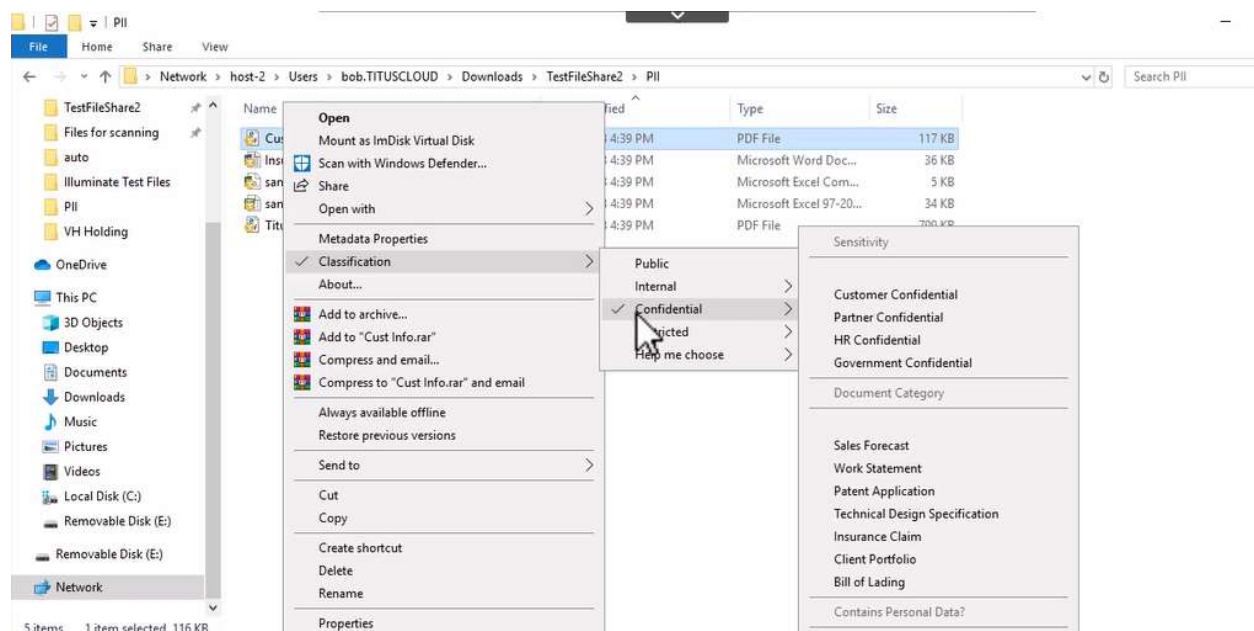 PII
File Home Share View
Network > host-2 > Users > bob.TITUSCLOUD > Downloads > TestFileShare2 > PII
Search PII
TestFileShare2
Files for scanning
auto
Illuminate Test Files
PII
VH Holding
OneDrive
This PC
3D Objects
Desktop
Documents
Downloads
Music
Pictures
Videos
Local Disk (C:)
Removable Disk (E:)
Removable Disk (E:)
Network
5 items 1 item selected 116 KB
Name Type Size
4:39 PM PDF File 117 KB
4:39 PM Microsoft Word Doc... 36 KB
4:39 PM Microsoft Excel Com... 5 KB
4:39 PM Microsoft Excel 97-20... 34 KB
4:39 PM PDF File
Open
Mount as ImDisk Virtual Disk
Scan with Windows Defender...
Share
Open with
Metadata Properties
Classification
About...
Add to archive...
Add to "Cust Info.rar"
Compress and email...
Compress to "Cust Info.rar" and email
Always available offline
Restore previous versions
Send to
Cut
Copy
Create shortcut
Delete
Rename
Properties
Public
Internal
Confidential
Help me choose
Sensitivity
Customer Confidential
Partner Confidential
HR Confidential
Government Confidential
Document Category
Sales Forecast
Work Statement
Patent Application
Technical Design Specification
Insurance Claim
Client Portfolio
Bill of Lading
Contains Personal Data?